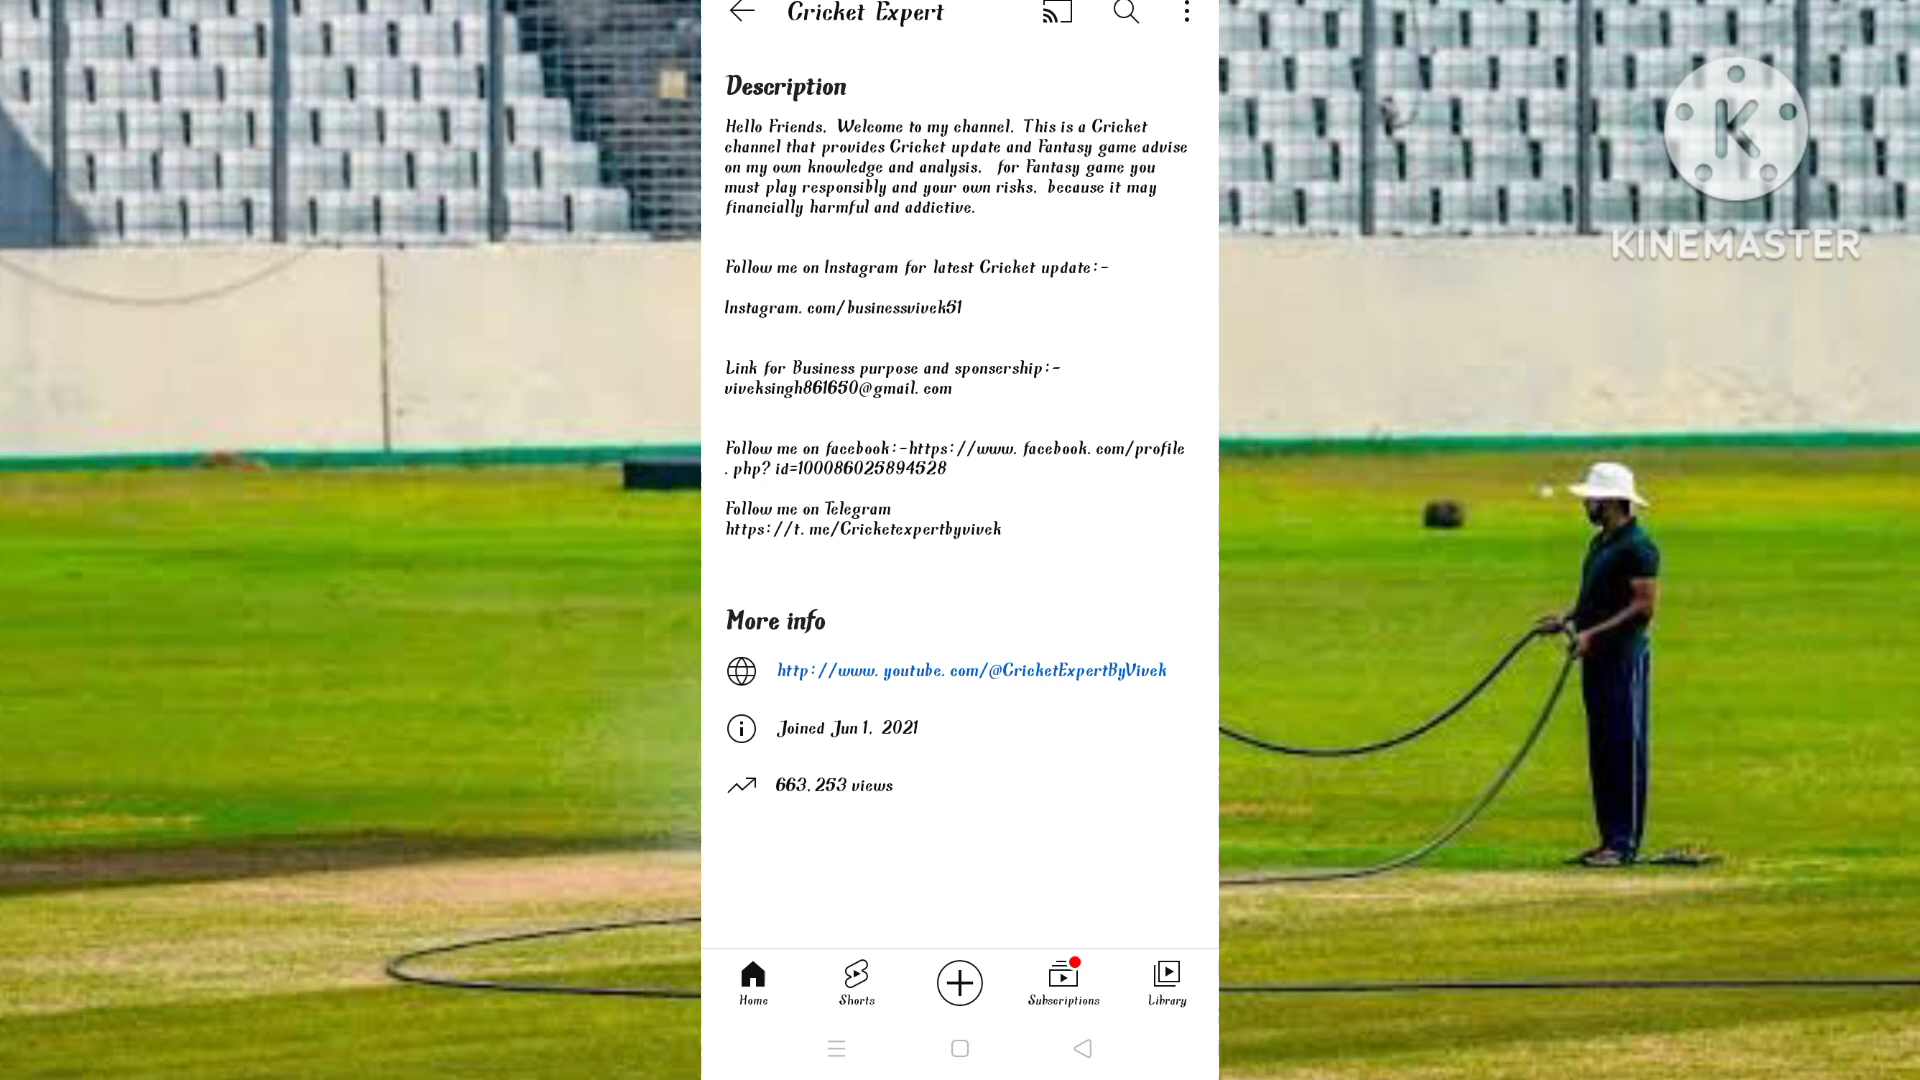 Cricket Expert
Description
Hello Friends, Welcome to my channel, This is a Cricket
channel that provides Cricket update and Fantasy game advise
on my own knowledge and analysis. for Fantasy game you
must play responsibly and your own risks. because it may
financially harmful and addictive.
Follow me on Instagram for latest Cricket update:-
Instagram.com/businessvivek51
Link for Business purpose and sponsership:-
viveksingh861650@gmail.com
Follow me on facebook:-https://www.facebook.com/profile
.php?id=100086025894528
Follow me on Telegram
https://t.me/Cricketexpertbyvivek
More info
http://www.youtube.com/@CricketExpertByVivek
Joined Jun 1, 2021
663,253 views
Home
Shorts
Subscriptions
Library
K
KINEMASTER